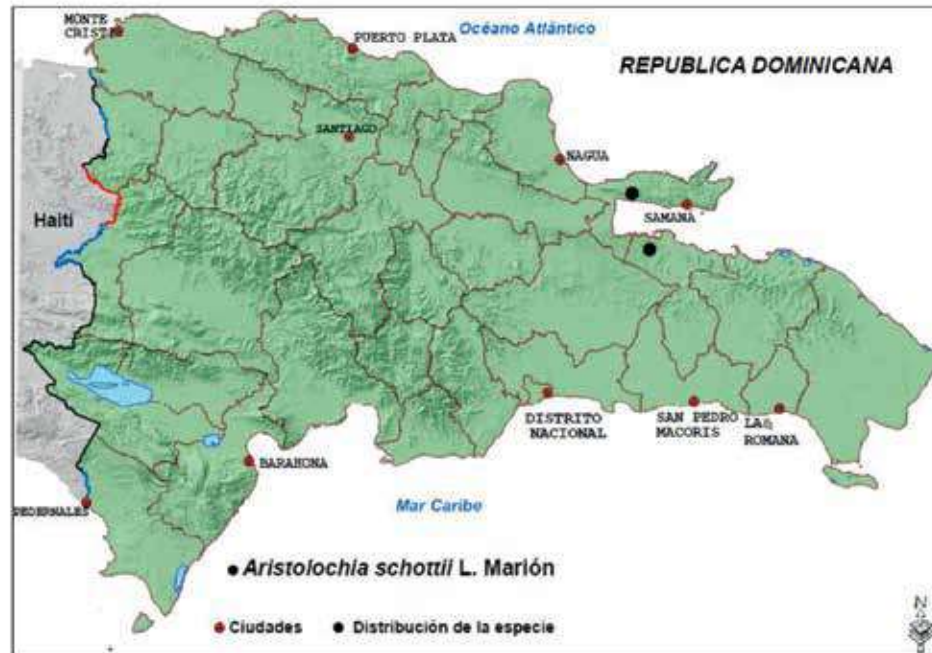 MONTE
CRISTI
Océano Atlántico
PUERTO PLATA
REPUBLICA DOMINICANA
SANTIAGO
NAGUA
Haití
SAMANA
DISTRITO
NACIONAL
SAN PEDRO
MACORIS
LA
ROMANA
BARAHONA
PEDERNALES
Mar Caribe
Aristolochia schottii L. Marión
Ciudades
Distribución de la especie
N